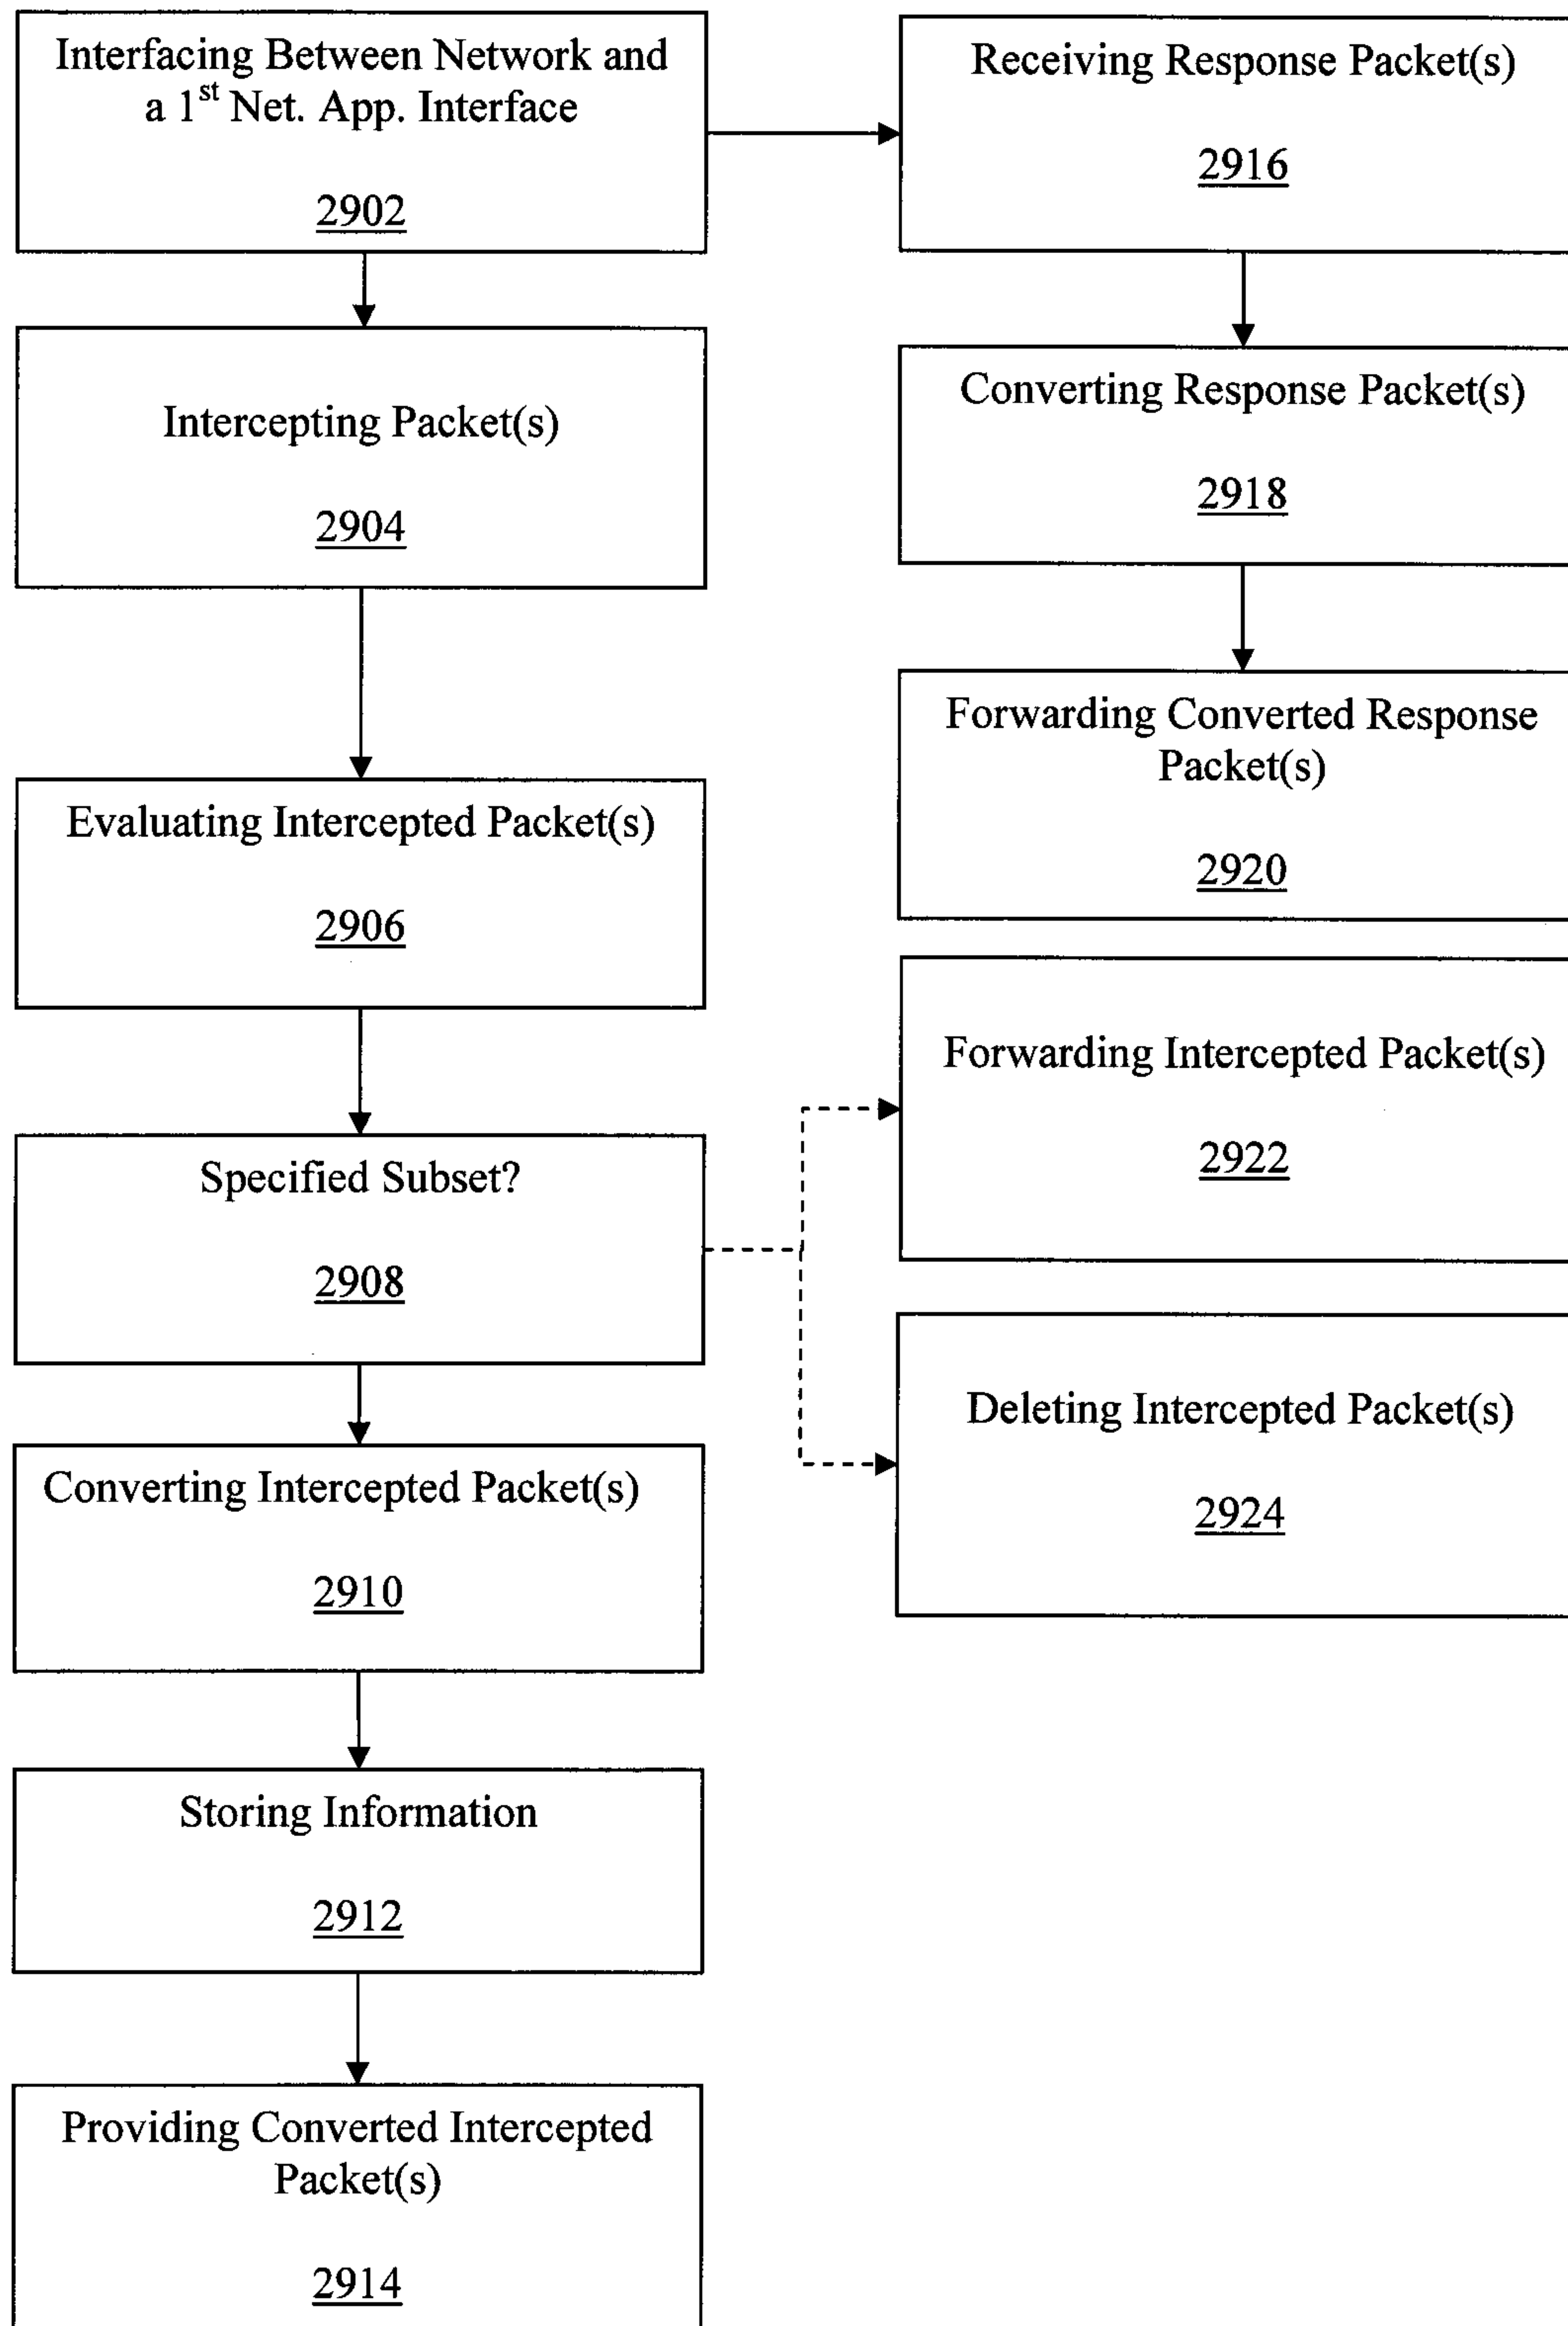 Interfacing Between Network and
a 1st Net. App. Interface
2902
Intercepting Packet(s)
2904
Evaluating Intercepted Packet(s)
2906
Specified Subset?
2908
Converting Intercepted Packet(s)
2910
Storing Information
2912
Providing Converted Intercepted
Packet(s)
2914
Receiving Response Packet(s)
2916
Converting Response Packet(s)
2918
Forwarding Converted Response
Packet(s)
2920
Forwarding Intercepted Packet(s)
2922
Deleting Intercepted Packet(s)
2924